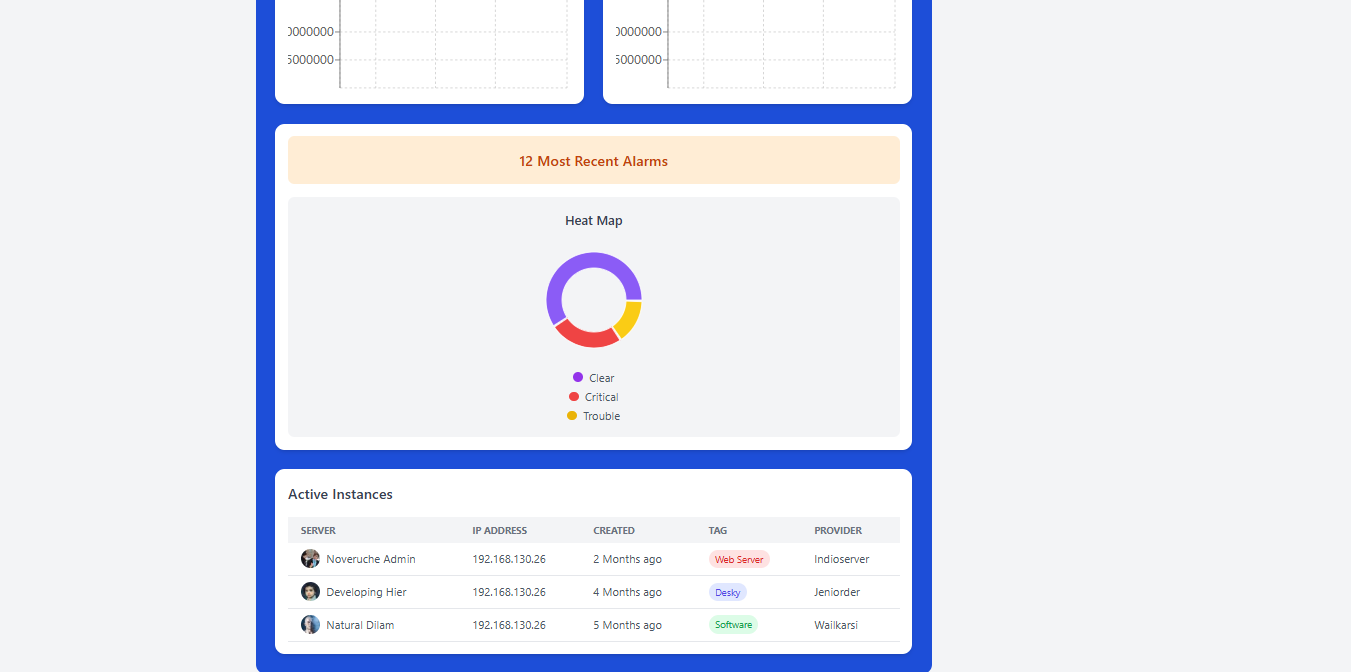 0000000
0000000
5000000
5000000
12 Most Recent Alarms
Heat Map
Clear
Critical
Trouble
Active Instances
SERVER IP ADDRESS CREATED TAG PROVIDER
Noveruche Admin 192.168.130.26 2 Months ago Web Server Indioserver
Developing Hier 192.168.130.26 4 Months ago Desky Jeniorder
Natural Dilam 192.168.130.26 5 Months ago Software Wailkarsi